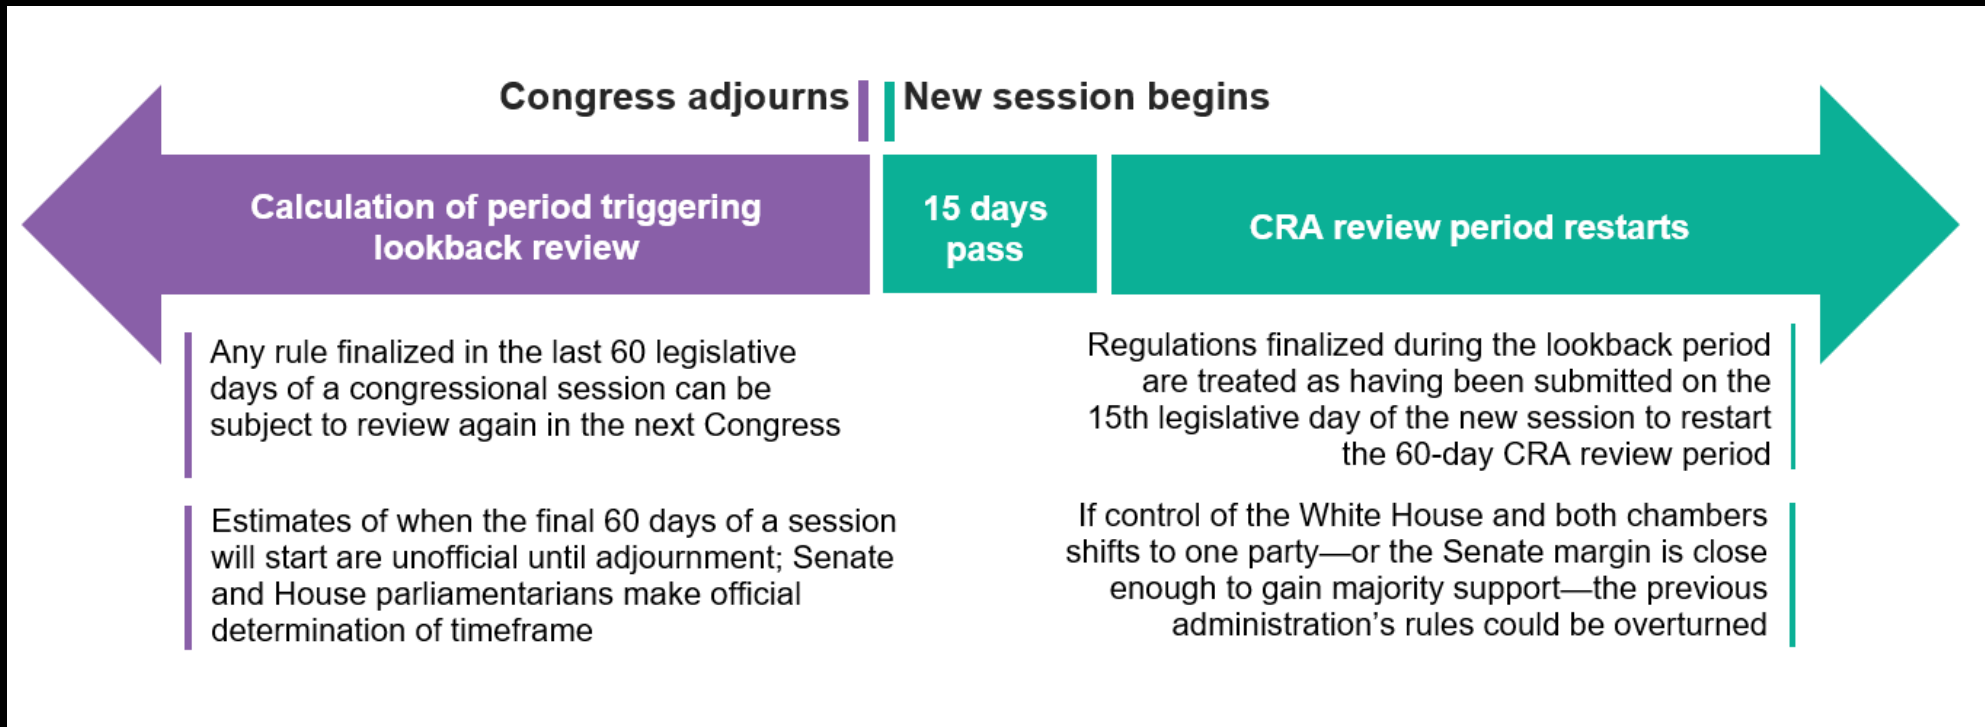 Congress adjourns
New session begins
Calculation of period triggering
lookback review
15 days
pass
CRA review period restarts
Any rule finalized in the last 60 legislative
days of a congressional session can be
subject to review again in the next Congress
Estimates of when the final 60 days of a session
will start are unofficial until adjournment; Senate
and House parliamentarians make official
determination of timeframe
Regulations finalized during the lookback period
are treated as having been submitted on the
15th legislative day of the new session to restart
the 60-day CRA review period
If control of the White House and both chambers
shifts to one party—or the Senate margin is close
enough to gain majority support—the previous
administration’s rules could be overturned